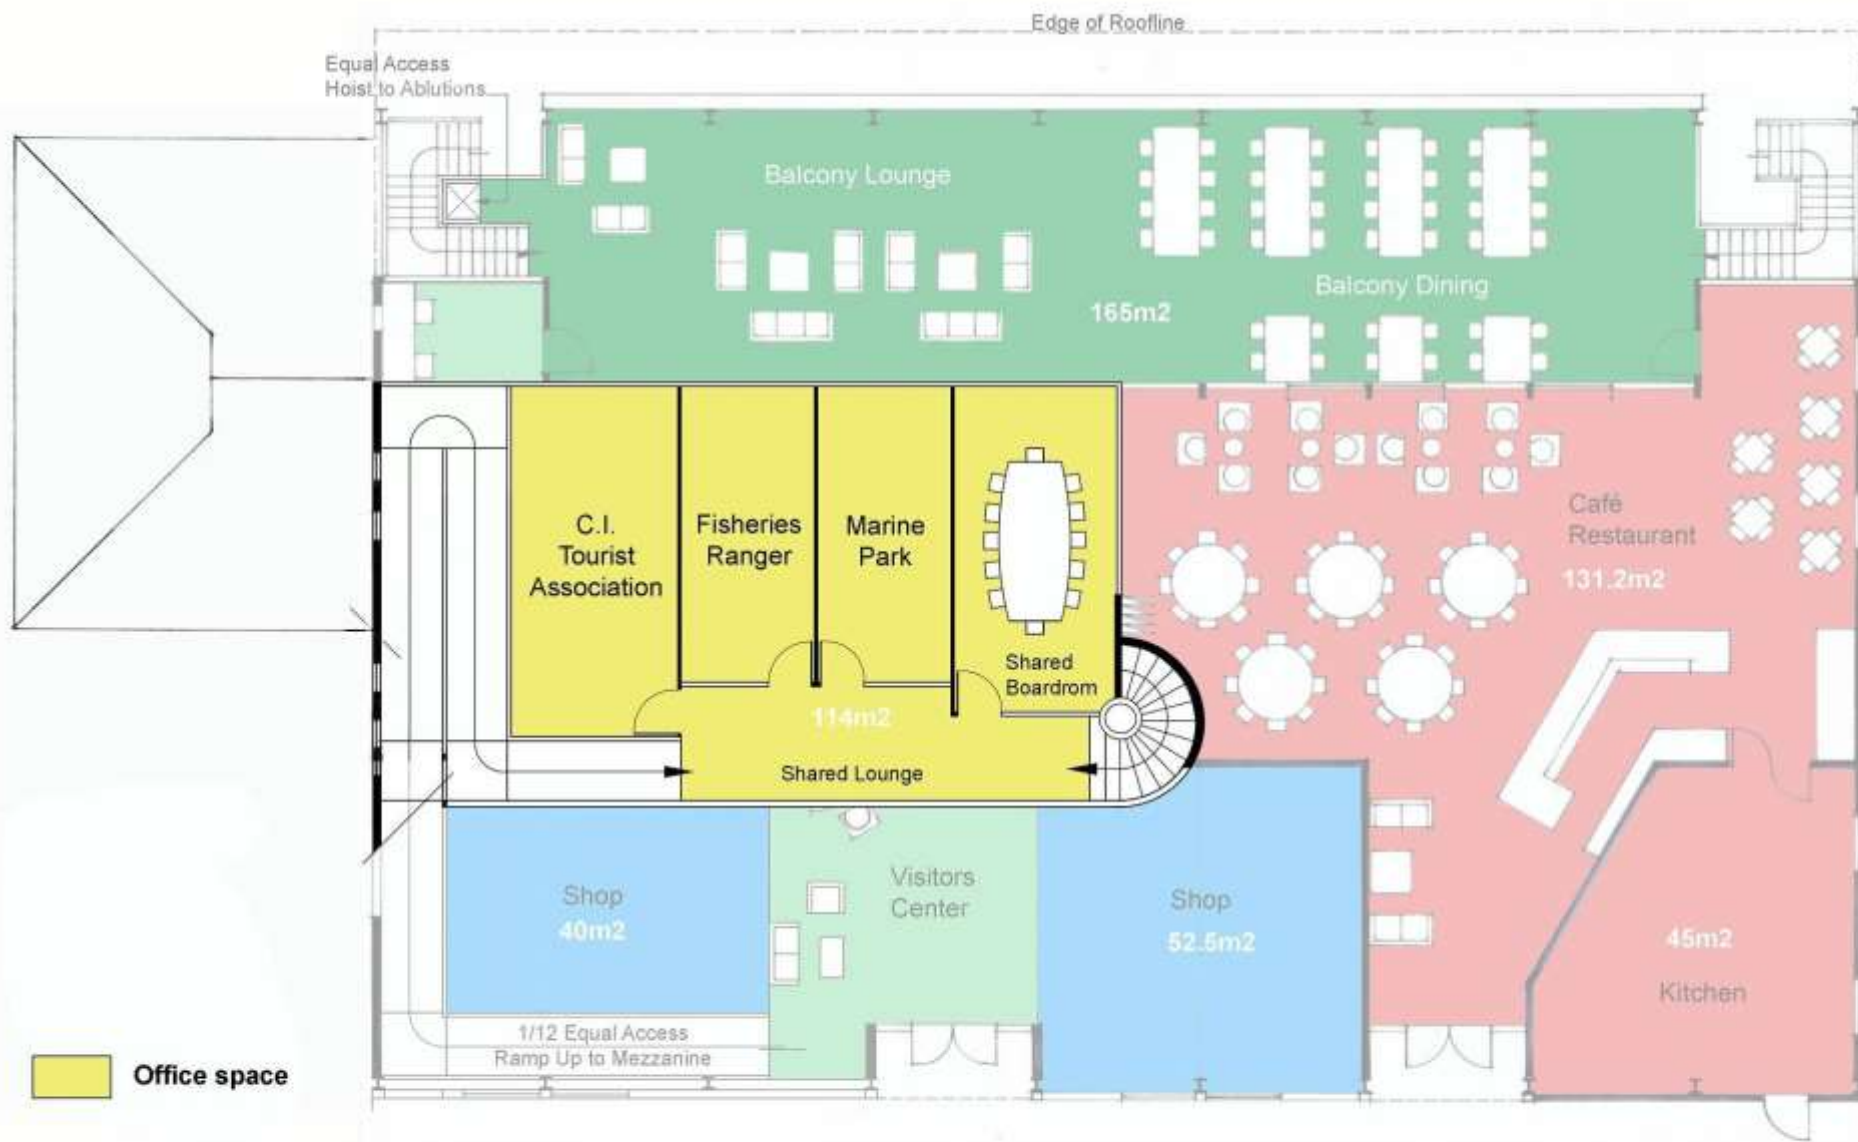 Edge of Roofline
Equal Access
Hoist to Ablutions
Balcony Lounge
Balcony Dining
165m2
C.I.
Tourist
Association
Fisheries
Ranger
Marine
Park
Shared
Boardrom
Café
Restaurant
131.2m2
114m2
Shared Lounge
Shop
40m2
Visitors
Center
Shop
52.5m2
45m2
Kitchen
1/12 Equal Access
Ramp Up to Mezzanine
Office space